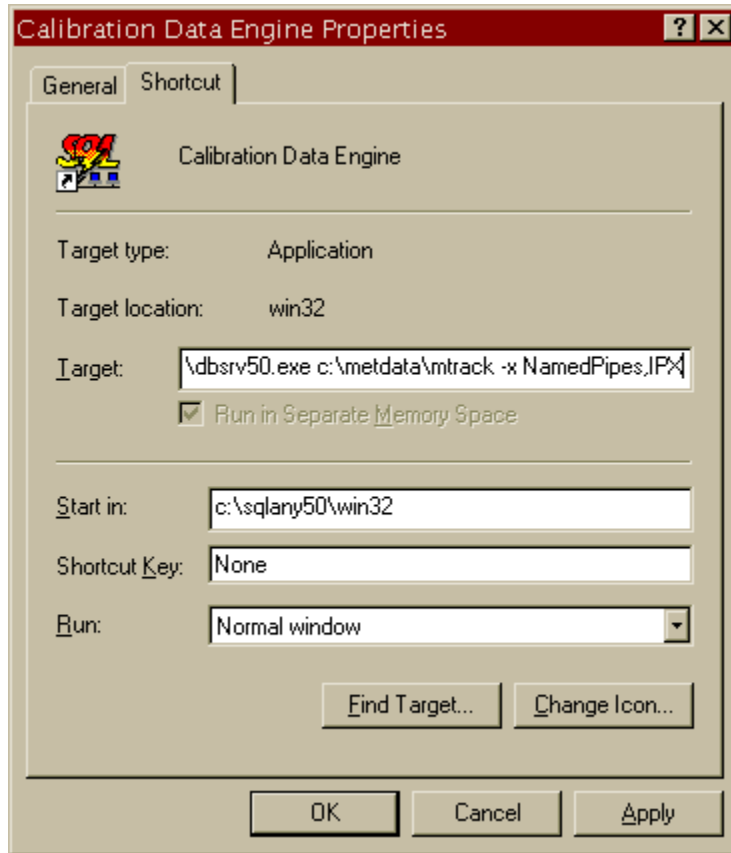 Calibration Data Engine Properties
General Shortcut
SQL
Calibration Data Engine
Target type: Application
Target location: win32
Target: \dbsrv50.exe c:\metdata\mtrack -x NamedPipes,IPX
Run in Separate Memory Space
Start in: c:\sqlany50\win32
Shortcut Key: None
Run: Normal window
Find Target... Change Icon...
OK Cancel Apply